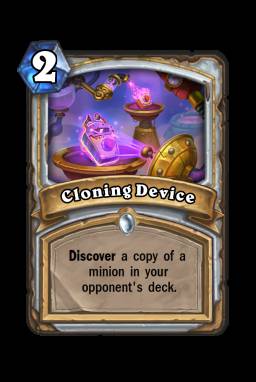 2
Cloning Device
Discover a copy of a
minion in your
opponent's deck.